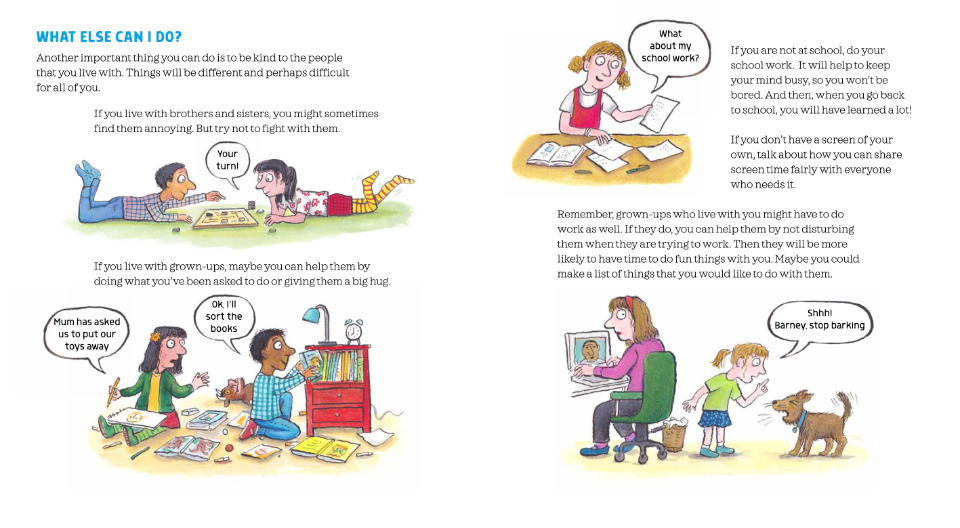 WHAT ELSE CAN I DO?
Another important thing you can do is to be kind to the people
that you live with. Things will be different and perhaps difficult
for all of you.
If you live with brothers and sisters, you might sometimes
find them annoying. But try not to fight with them.
Your
turn!
If you live with grown-ups, maybe you can help them by
doing what you've been asked to do or giving them a big hug.
Mum has asked
us to put our
toys away
Ok, I'll
sort the
books
What
about my
school work?
If you are not at school, do your
school work. It will help to keep
your mind busy, so you won't be
bored. And then, when you go back
to school, you will have learned a lot!
If you don't have a screen of your
own, talk about how you can share
screen time fairly with everyone
who needs it.
Remember, grown-ups who live with you might have to do
work as well. If they do, you can help them by not disturbing
them when they are trying to work. Then they will be more
likely to have time to do fun things with you. Maybe you could
make a list of things that you would like to do with them.
Shhh!
Barney, stop barking